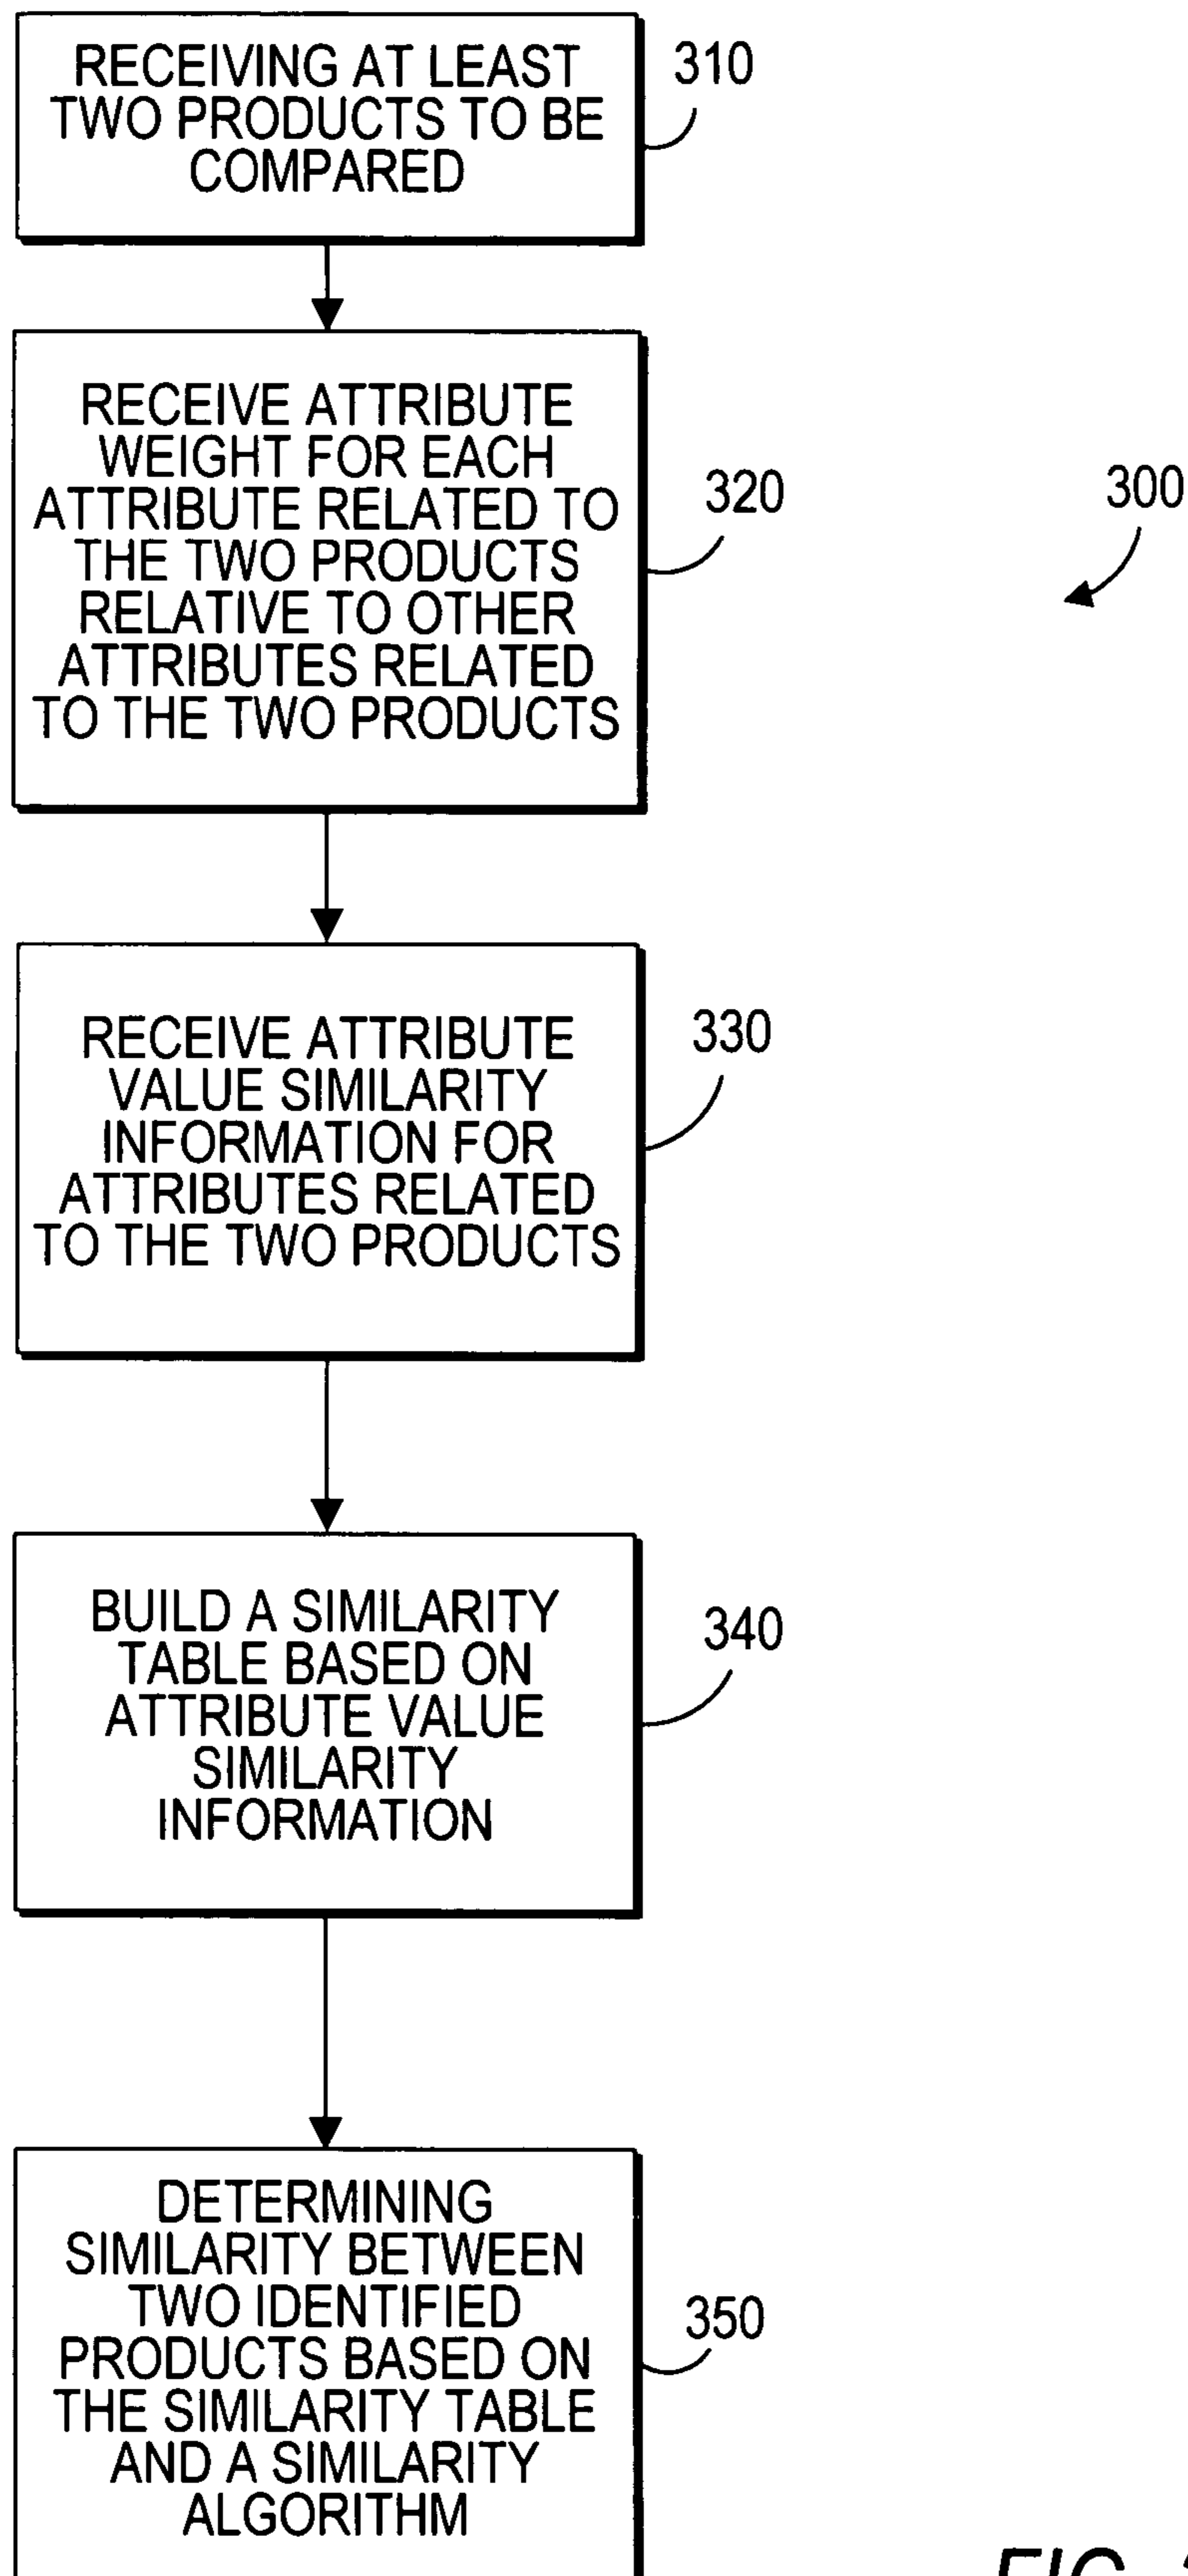 RECEIVING AT LEAST
TWO PRODUCTS TO BE
COMPARED
310
RECEIVE ATTRIBUTE
WEIGHT FOR EACH
ATTRIBUTE RELATED TO
THE TWO PRODUCTS
RELATIVE TO OTHER
ATTRIBUTES RELATED
TO THE TWO PRODUCTS
320
300
RECEIVE ATTRIBUTE
VALUE SIMILARITY
INFORMATION FOR
ATTRIBUTES RELATED
TO THE TWO PRODUCTS
330
BUILD A SIMILARITY
TABLE BASED ON
ATTRIBUTE VALUE
SIMILARITY
INFORMATION
340
DETERMINING
SIMILARITY BETWEEN
TWO IDENTIFIED
PRODUCTS BASED ON
THE SIMILARITY TABLE
AND A SIMILARITY
ALGORITHM
350
FIG.